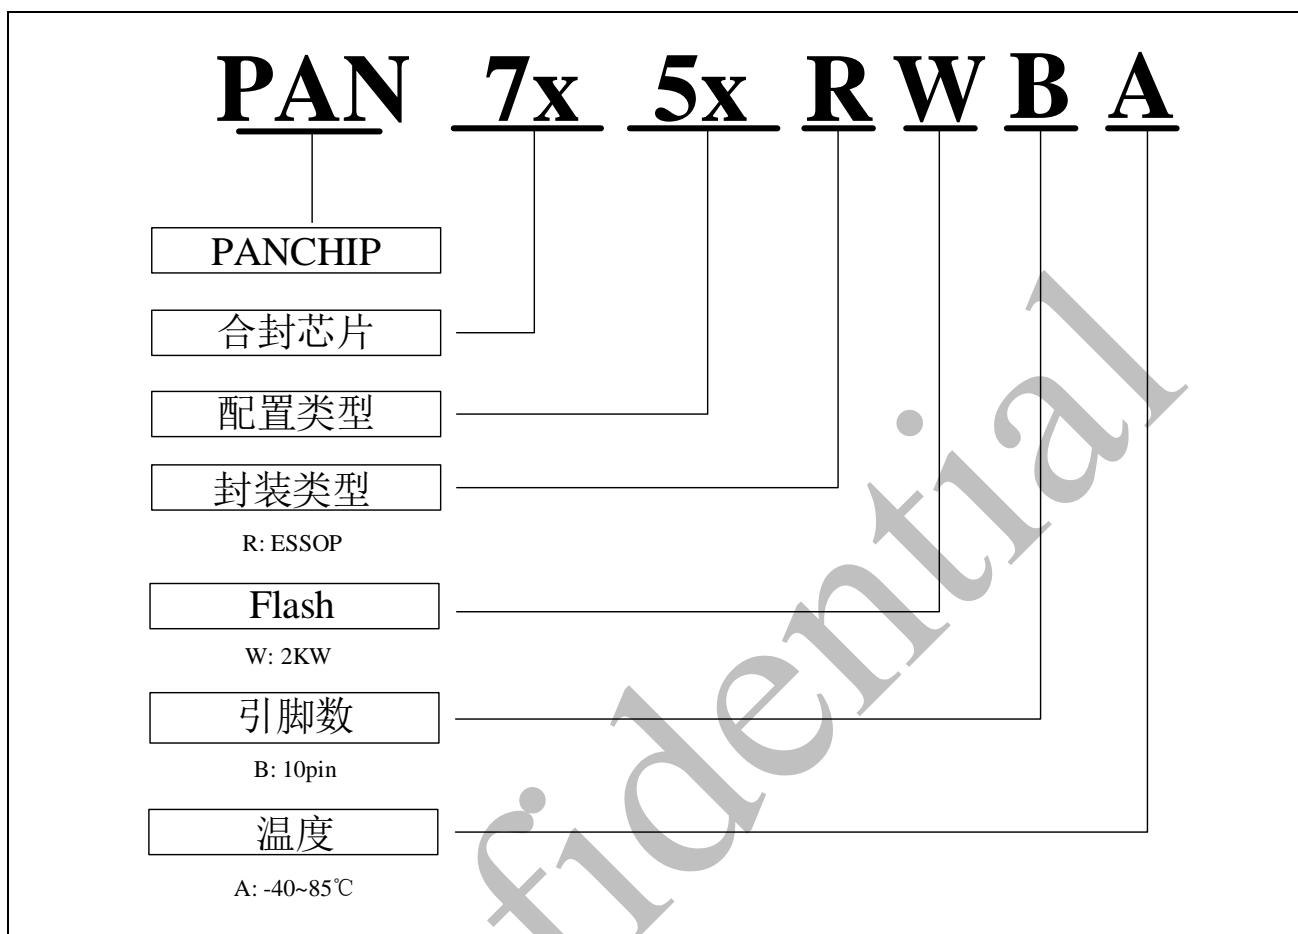 PAN 7x 5x R W B A
PANCHIP
合封芯片
配置类型
封装类型
R: ESSOP
Flash
W: 2KW
引脚数
B: 10pin
温度
A: -40~85℃
fidential